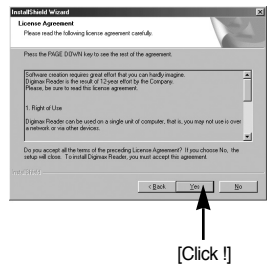 InstallShield Wizard
License Agreement
Please read the following license agreement carefully.
Press the PAGE DOWN key to see the rest of the agreement.
Software creation requires great effort that you can hardly imagine.
Digimax Reader is the result of 12-year effort by the Company.
Please, be sure to read this license agreement.
1. Right of Use
Digimax Reader can be used on a single unit of computer, that is, you may not use is over
a network or via other devices.
Do you accept all the terms of the preceding License Agreement? If you choose No, the
setup will close. To install Digimax Reader, you must accept this agreement
InstallShield
< Back Yes No
[Click !]